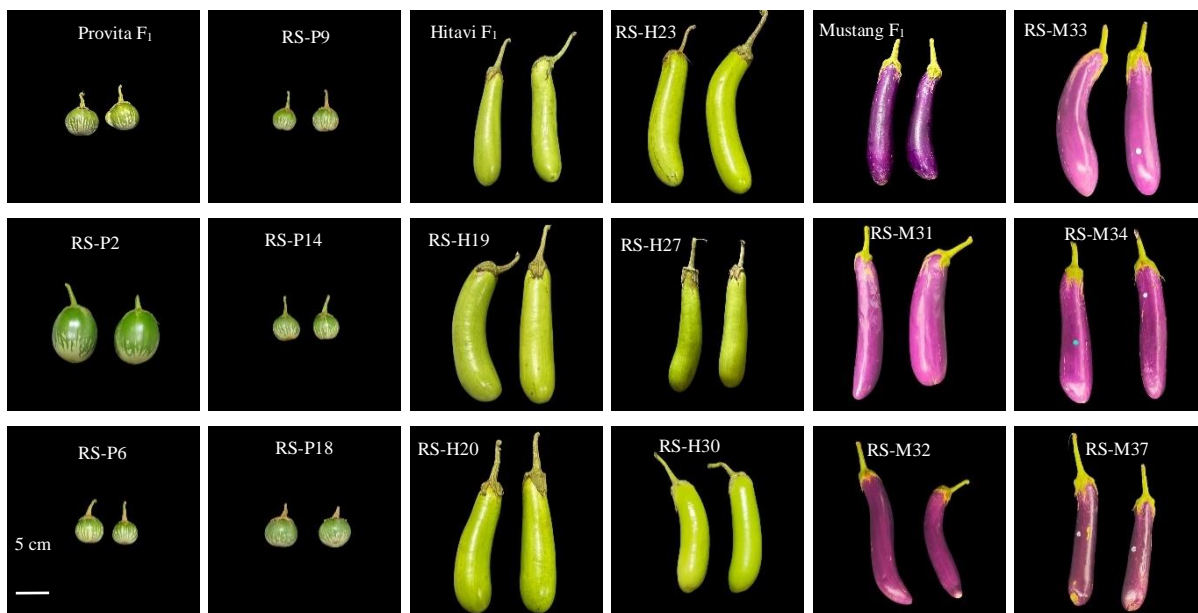 Provita F₁
RS-P9
Hitavi F₁
RS-H23
Mustang F₁
RS-M33
RS-P2
RS-P14
RS-H19
RS-H27
RS-M31
RS-M34
RS-P6
RS-P18
RS-H20
RS-H30
RS-M32
RS-M37
5 cm